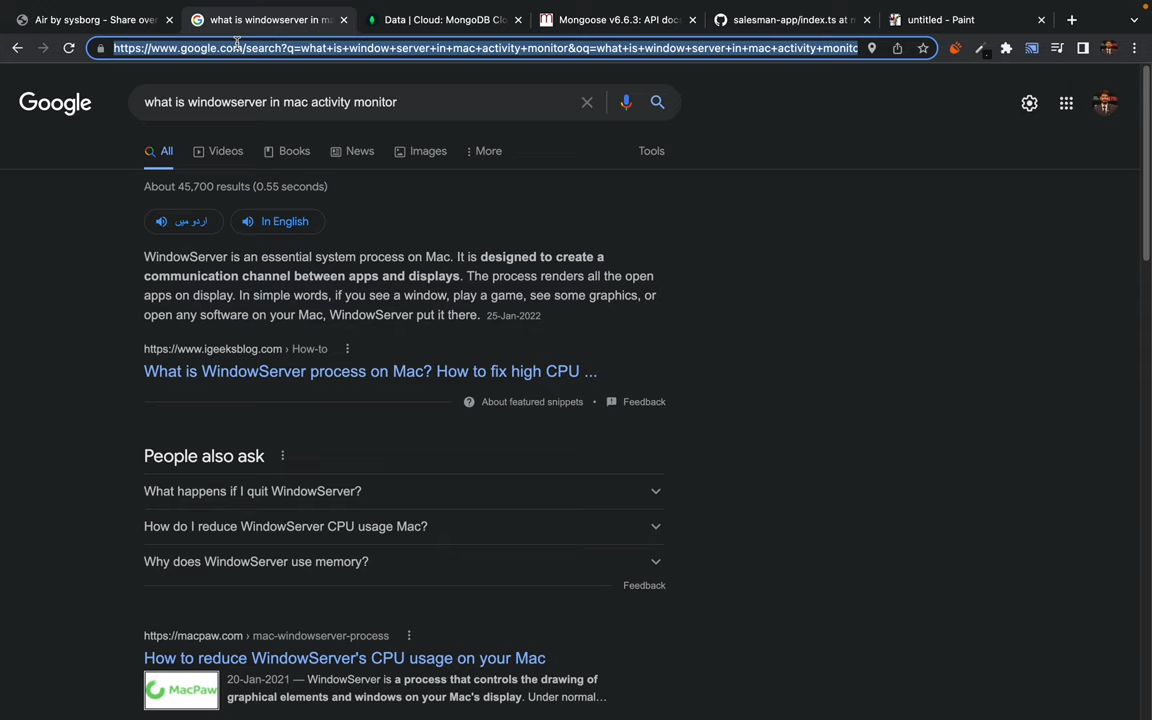 Air by sysborg - Share over
what is windowserver in ma
Data | Cloud: MongoDB Clo
Mongoose v6.6.3: API docs
salesman-app/index.ts at m
untitled - Paint
https://www.google.com/search?q=what+is+window+server+in+mac+activity+monitor&oq=what+is+window+server+in+mac+activity+monitc
Google
what is windowserver in mac activity monitor
All
Videos
Books
News
Images
More
Tools
About 45,700 results (0.55 seconds)
اردو میں
In English
WindowServer is an essential system process on Mac. It is designed to create a
communication channel between apps and displays. The process renders all the open
apps on display. In simple words, if you see a window, play a game, see some graphics, or
open any software on your Mac, WindowServer put it there. 25-Jan-2022
https://www.igeeksblog.com › How-to
What is WindowServer process on Mac? How to fix high CPU ...
About featured snippets • Feedback
People also ask
What happens if I quit WindowServer?
How do I reduce WindowServer CPU usage Mac?
Why does WindowServer use memory?
Feedback
https://macpaw.com › mac-windowserver-process
How to reduce WindowServer's CPU usage on your Mac
MacPaw
20-Jan-2021 — WindowServer is a process that controls the drawing of
graphical elements and windows on your Mac's display. Under normal...